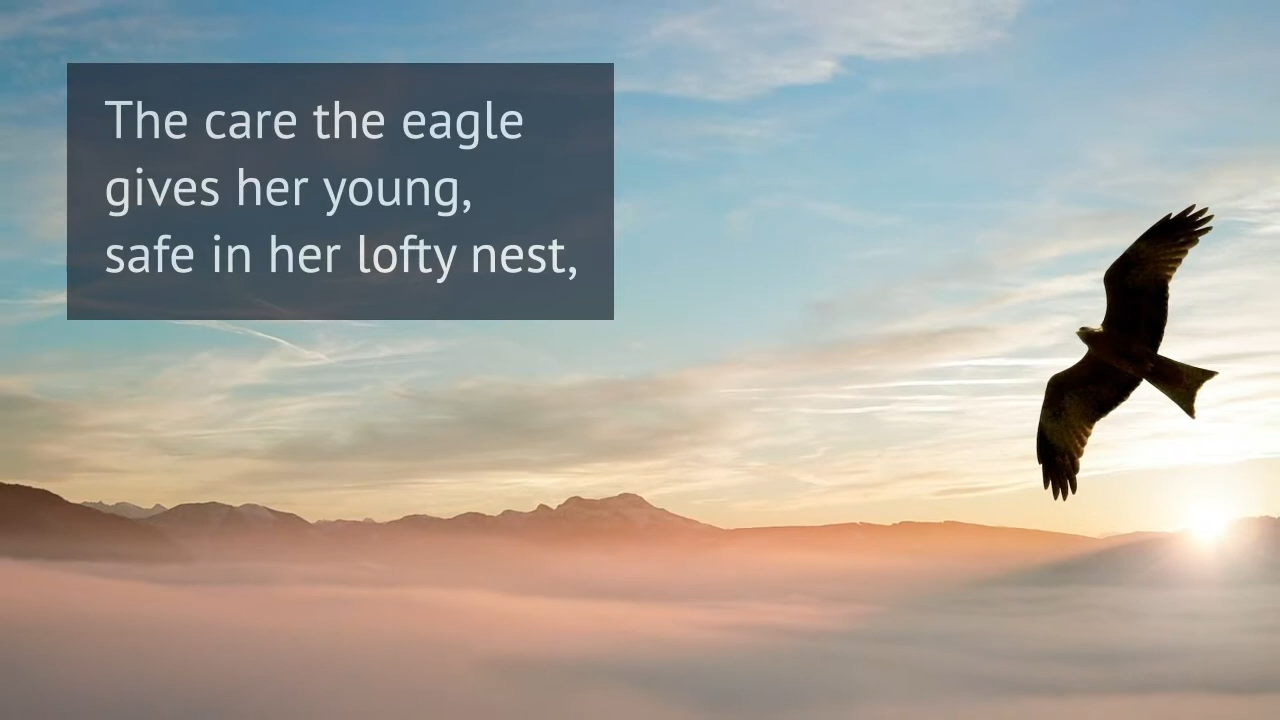 The care the eagle
gives her young,
safe in her lofty nest,